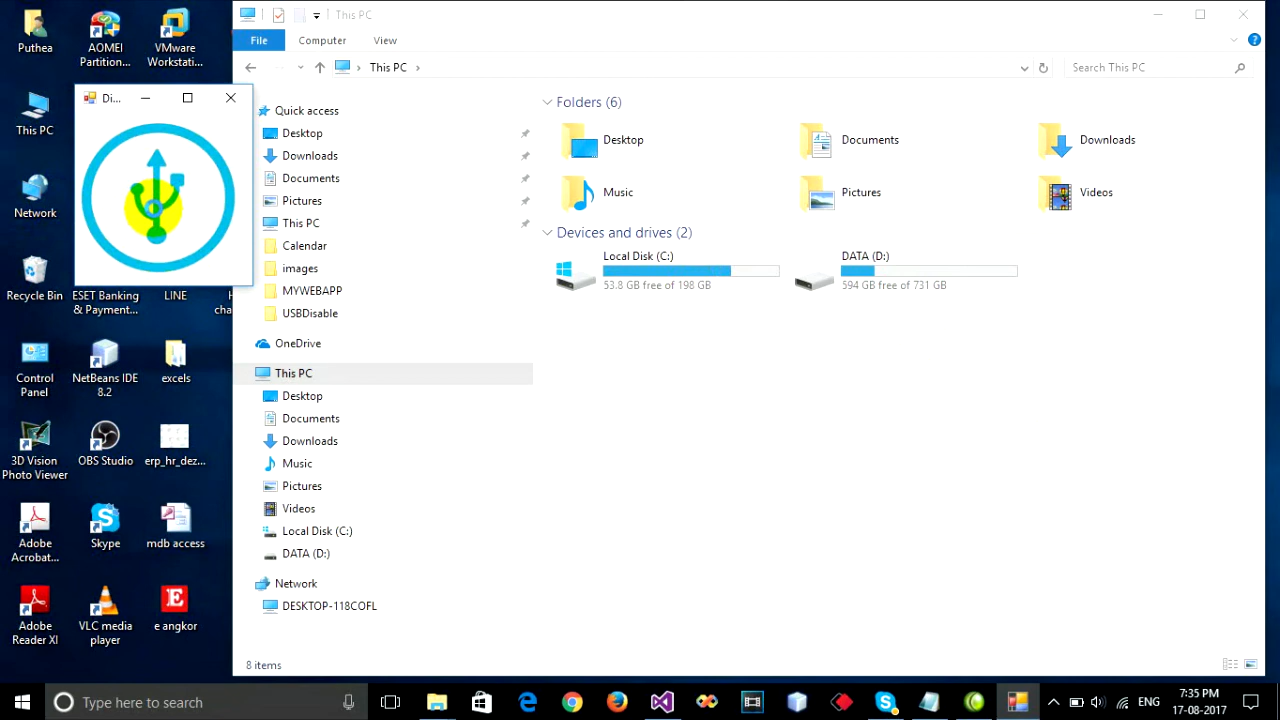 Puthea
AOMEI
Partition...
VMware
Workstati...
This PC
Network
Recycle Bin
ESET Banking
& Payment...
LINE
Control
Panel
NetBeans IDE
8.2
excels
3D Vision
Photo Viewer
OBS Studio
erp_hr_dez...
Adobe
Acrobat...
Skype
mdb access
Adobe
Reader XI
VLC media
player
e angkor
Di...
This PC
File
Computer
View
This PC
Search This PC
Quick access
Desktop
Downloads
Documents
Pictures
This PC
Calendar
images
MYWEBAPP
USBDisable
OneDrive
This PC
Desktop
Documents
Downloads
Music
Pictures
Videos
Local Disk (C:)
DATA (D:)
Network
DESKTOP-118COFL
Folders (6)
Desktop
Documents
Downloads
Music
Pictures
Videos
Devices and drives (2)
Local Disk (C:)
53.8 GB free of 198 GB
DATA (D:)
594 GB free of 731 GB
8 items
Type here to search
ENG
7:35 PM
17-08-2017